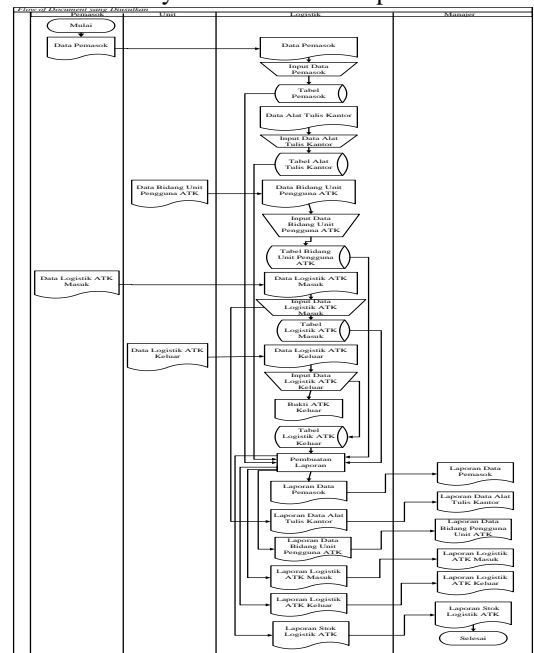 Flow of Document yang Diusulkan
Pemasok
Unit
Logistik
Manajer
Mulai
Data Pemasok
Data Pemasok
Input Data
Pemasok
Tabel
Pemasok
Data Alat Tulis Kantor
Input Data Alat
Tulis Kantor
Tabel Alat
Tulis Kantor
Data Bidang Unit
Pengguna ATK
Data Bidang Unit
Pengguna ATK
Input Data
Bidang Unit
Pengguna ATK
Tabel Bidang
Unit Pengguna
ATK
Data Logistik ATK
Masuk
Data Logistik ATK
Masuk
Input Data
Logistik ATK
Masuk
Tabel
Logistik ATK
Masuk
Data Logistik ATK
Keluar
Data Logistik ATK
Keluar
Input Data
Logistik ATK
Keluar
Bukti ATK
Keluar
Tabel
Logistik ATK
Keluar
Pembuatan
Laporan
Laporan Data
Pemasok
Laporan Data
Pemasok
Laporan Data Alat
Tulis Kantor
Laporan Data Alat
Tulis Kantor
Laporan Data
Bidang Unit
Pengguna ATK
Laporan Data
Bidang Pengguna
Unit ATK
Laporan Logistik
ATK Masuk
Laporan Logistik
ATK Masuk
Laporan Logistik
ATK Keluar
Laporan Logistik
ATK Keluar
Laporan Stok
Logistik ATK
Laporan Stok
Logistik ATK
Selesai